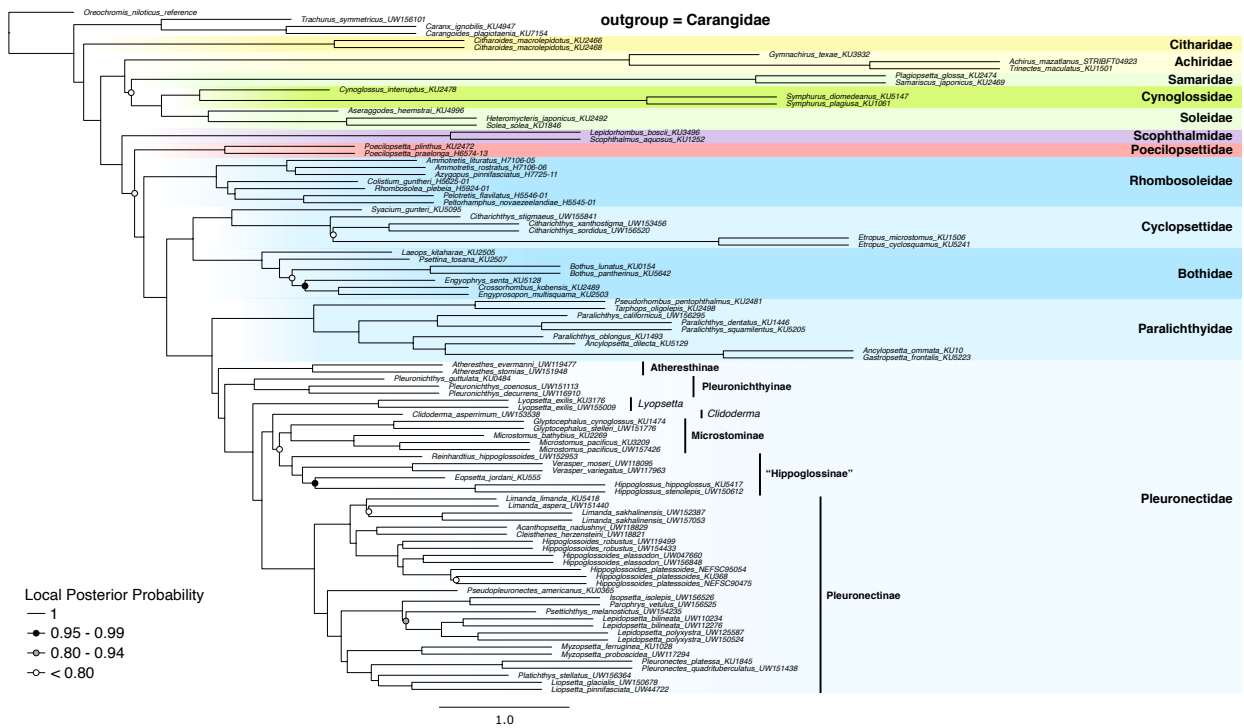 Oreochromis_niloticus_reference
outgroup = Carangidae
Trachurus_symmetricus_UW156101
Caranx_ignobilis_KU4947
Carangoides_plagiotaenia_KU7154
Citharoides_macrolepidotus_KU2466
Citharoides_macrolepidotus_KU2468
Citharidae
Gymnachirus_texae_KU3932
Achirus_mazatlanus_STRIBFT04923
Trinectes_maculatus_KU1501
Achiridae
Plagiopsetta_glossa_KU2474
Samariscus_japonicus_KU2469
Samaridae
Cynoglossus_interruptus_KU2478
Symphurus_diomedeanus_KU5147
Symphurus_plagiusa_KU1061
Cynoglossidae
Aseraggodes_heemstrai_KU4996
Heteromycteris_japonicus_KU2492
Solea_solea_KU1846
Soleidae
Lepidorhombus_boscii_KU3496
Scophthalmus_aquosus_KU1252
Scophthalmidae
Poecilopsetta_plinthus_KU2472
Poecilopsetta_praelonga_H6574-13
Poecilopsettidae
Ammotretis_lituratus_H7106-05
Ammotretis_rostratus_H7106-06
Azygopus_pinnifasciatus_H7725-11
Colistium_guntheri_H5625-01
Rhombosolea_plebeia_H5924-01
Pelotretis_flavilatus_H5546-01
Peltorhamphus_novaezeelandiae_H5545-01
Rhombosoleidae
Syacium_gunteri_KU5095
Citharichthys_stigmaeus_UW155841
Citharichthys_xanthostigma_UW153456
Citharichthys_sordidus_UW156520
Etropus_microstomus_KU1506
Etropus_cyclosquamus_KU5241
Cyclopsettidae
Laeops_kitaharae_KU2505
Psettina_tosana_KU2507
Bothus_lunatus_KU0154
Bothus_pantherinus_KU5642
Engyophrys_senta_KU5128
Crossorhombus_kobensis_KU2489
Engyprosopon_multisquama_KU2503
Bothidae
Pseudorhombus_pentophthalmus_KU2481
Tarphops_oligolepis_KU2498
Paralichthys_californicus_UW156295
Paralichthys_dentatus_KU1446
Paralichthys_squamilentus_KU5205
Paralichthys_oblongus_KU1493
Ancylopsetta_dilecta_KU5129
Ancylopsetta_ommata_KU10
Gastropsetta_frontalis_KU5223
Paralichthyidae
Atheresthes_evermanni_UW119477
Atheresthes_stomias_UW151948
Atheresthinae
Pleuronichthys_guttulata_KU0484
Pleuronichthys_coenosus_UW151113
Pleuronichthys_decurrens_UW116910
Pleuronichthyinae
Lyopsetta_exilis_KU3176
Lyopsetta_exilis_UW155009
Lyopsetta
Clidoderma_asperrimum_UW153538
Clidoderma
Glyptocephalus_cynoglossus_KU1474
Glyptocephalus_stelleri_UW151776
Microstomus_bathybius_KU2269
Microstomus_pacificus_KU3209
Microstomus_pacificus_UW157426
Microstominae
Reinhardtius_hippoglossoides_UW152953
Verasper_moseri_UW118095
Verasper_variegatus_UW117963
Eopsetta_jordani_KU555
Hippoglossus_hippoglossus_KU5417
Hippoglossus_stenolepis_UW150612
“Hippoglossinae”
Pleuronectidae
Limanda_limanda_KU5418
Limanda_aspera_UW151440
Limanda_sakhalinensis_UW152387
Limanda_sakhalinensis_UW157053
Acanthopsetta_nadushnyi_UW118829
Cleisthenes_herzensteini_UW118821
Hippoglossoides_robustus_UW119499
Hippoglossoides_robustus_UW154433
Hippoglossoides_elassodon_UW047660
Hippoglossoides_elassodon_UW156848
Hippoglossoides_platessoides_NEFSC95054
Hippoglossoides_platessoides_KU368
Hippoglossoides_platessoides_NEFSC90475
Pseudopleuronectes_americanus_KU0365
Pleuronectinae
Isopsetta_isolepis_UW156526
Parophrys_vetulus_UW156525
Psettichthys_melanostictus_UW154235
Lepidopsetta_bilineata_UW110234
Lepidopsetta_bilineata_UW112276
Lepidopsetta_polyxystra_UW125587
Lepidopsetta_polyxystra_UW150524
Myzopsetta_ferruginea_KU1028
Myzopsetta_proboscidea_UW117294
Pleuronectes_platessa_KU1845
Pleuronectes_quadrituberculatus_UW151438
Platichthys_stellatus_UW156364
Liopsetta_glacialis_UW150678
Liopsetta_pinnifasciata_UW44722
Local Posterior Probability
1
0.95 - 0.99
0.80 - 0.94
< 0.80
1.0